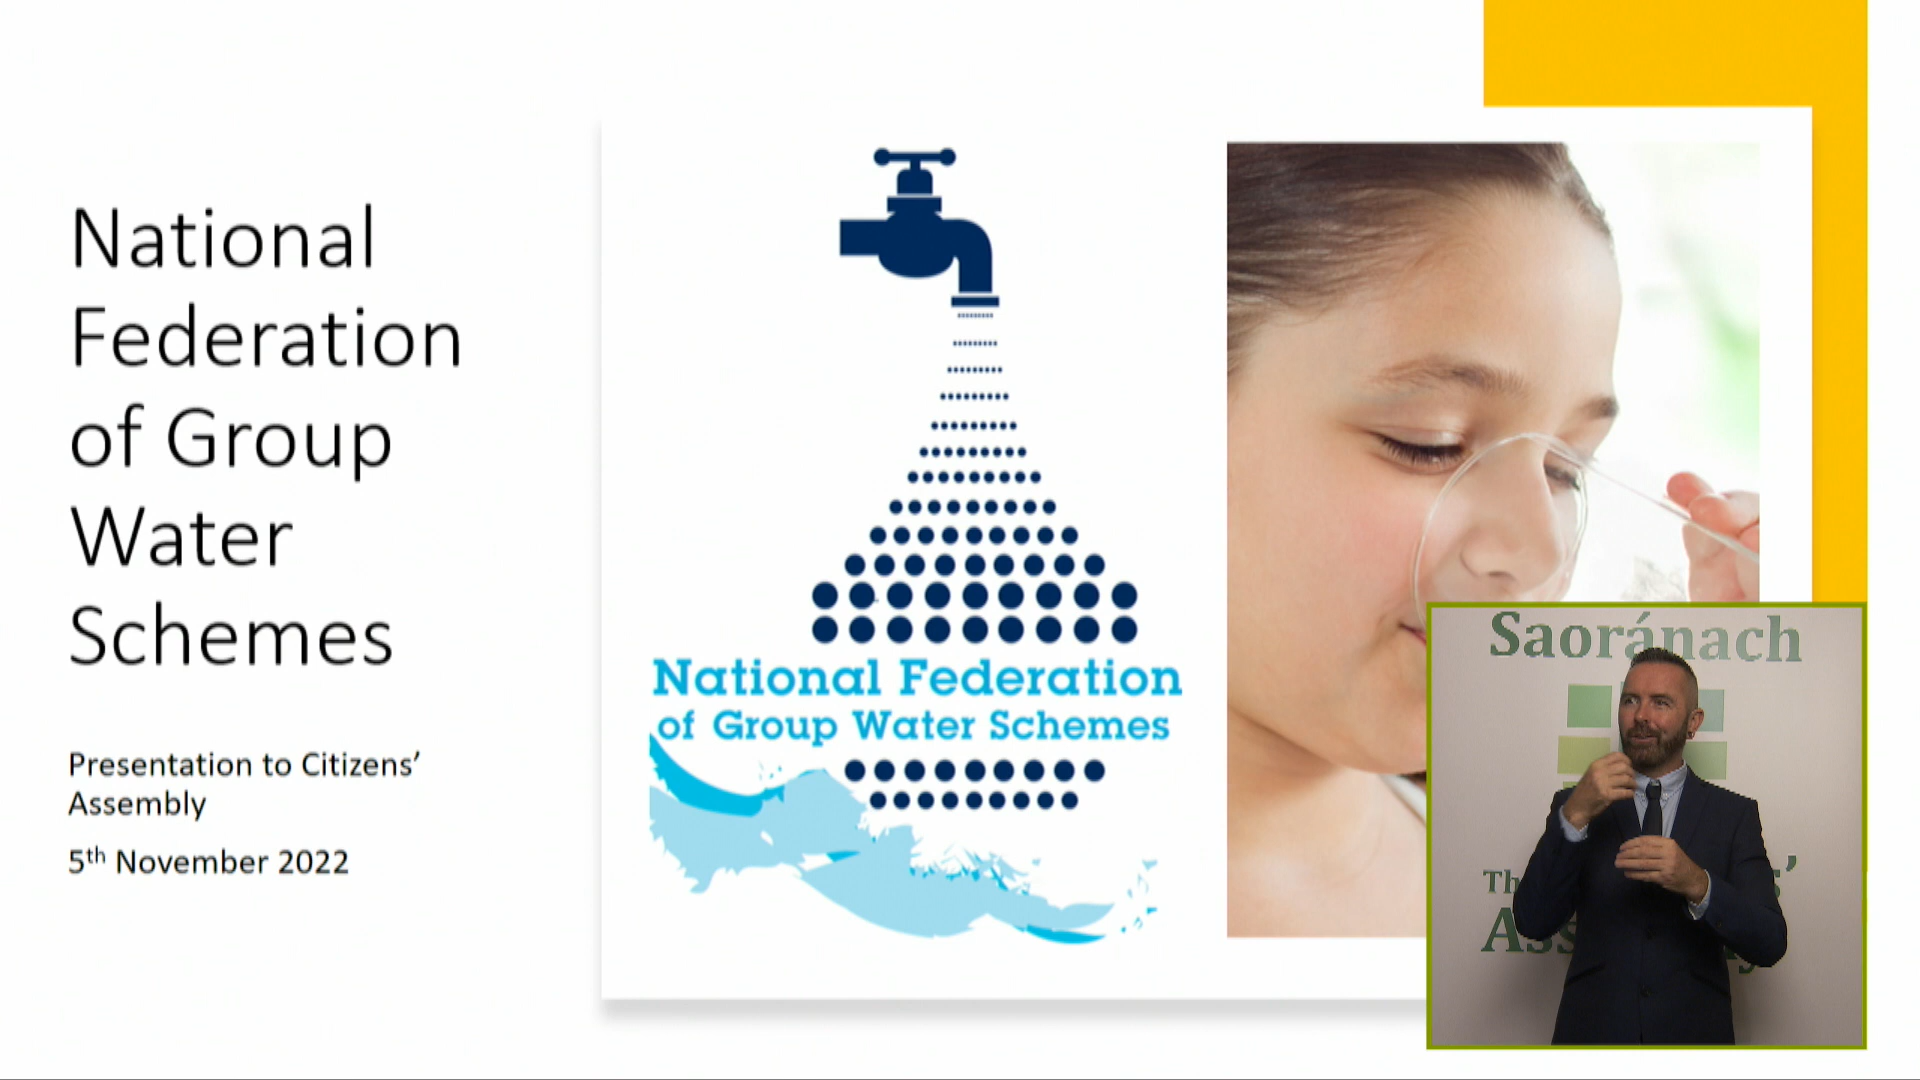 National
Federation
of Group
Water
Schemes
Presentation to Citizens’
Assembly
5th November 2022
National Federation
of Group Water Schemes
Saoránach